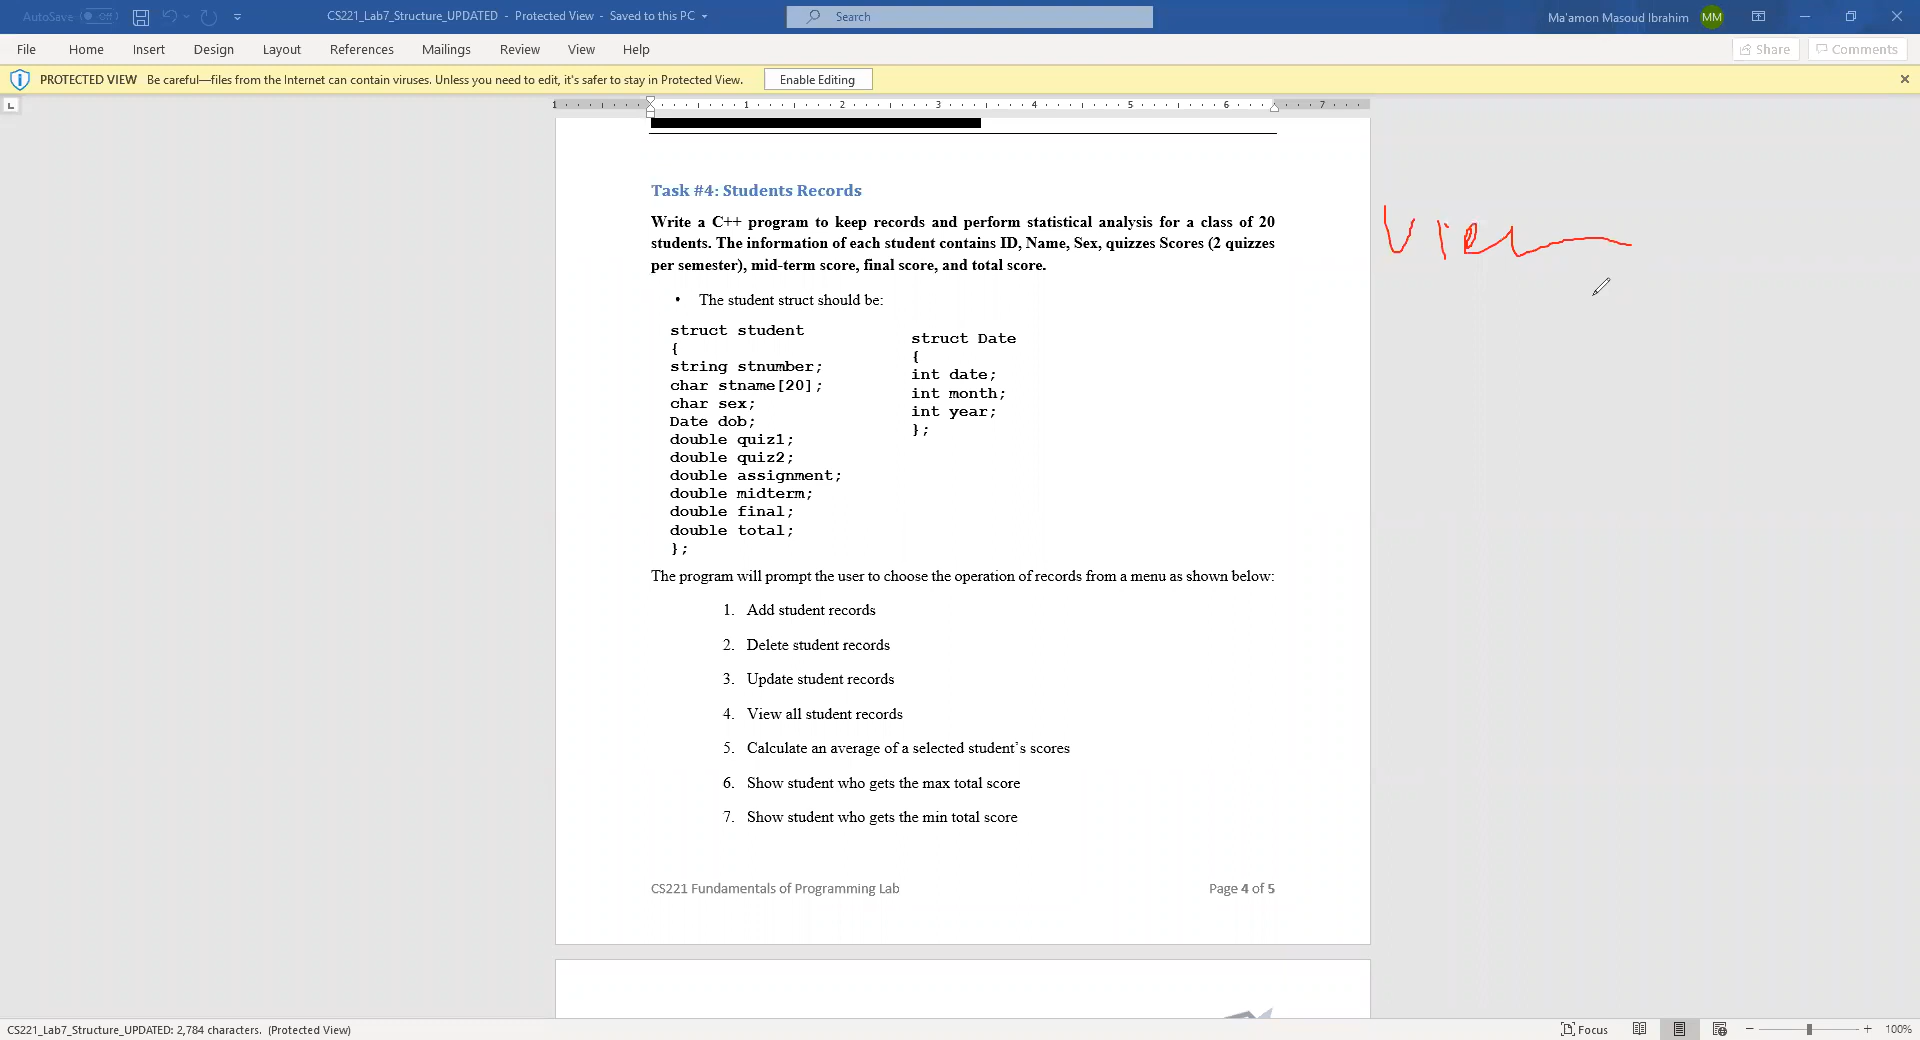 AutoSave Off CS221_Lab7_Structure_UPDATED - Protected View - Saved to this PC Search Ma'amon Masoud Ibrahim MM
File Home Insert Design Layout References Mailings Review View Help Share Comments
PROTECTED VIEW Be careful—files from the Internet can contain viruses. Unless you need to edit, it's safer to stay in Protected View. Enable Editing
1 1 2 3 4 5 6 7
Task #4: Students Records
Write a C++ program to keep records and perform statistical analysis for a class of 20
students. The information of each student contains ID, Name, Sex, quizzes Scores (2 quizzes
per semester), mid-term score, final score, and total score.
View
• The student struct should be:
struct student
{
string stnumber;
char stname[20];
char sex;
Date dob;
double quiz1;
double quiz2;
double assignment;
double midterm;
double final;
double total;
};
struct Date
{
int date;
int month;
int year;
};
The program will prompt the user to choose the operation of records from a menu as shown below:
1. Add student records
2. Delete student records
3. Update student records
4. View all student records
5. Calculate an average of a selected student's scores
6. Show student who gets the max total score
7. Show student who gets the min total score
CS221 Fundamentals of Programming Lab Page 4 of 5
CS221_Lab7_Structure_UPDATED: 2,784 characters. (Protected View) Focus 100%